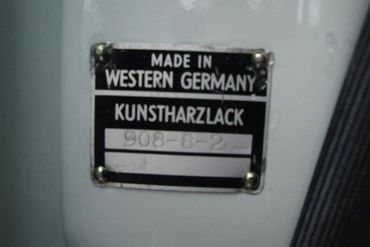 MADE IN
WESTERN GERMANY
KUNSTHARZLACK
908-8-2